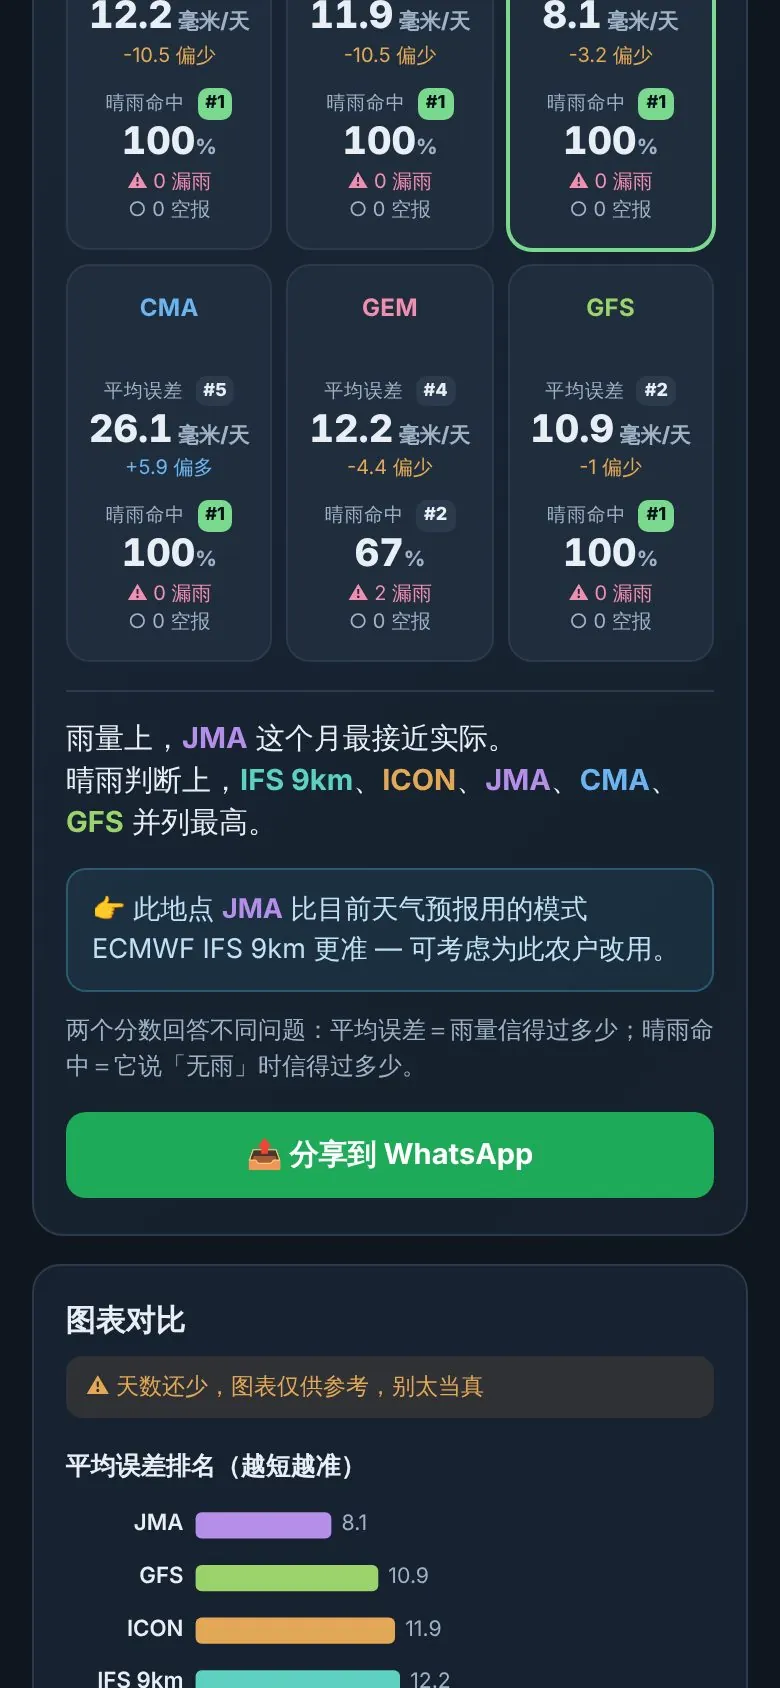 12.2 毫米/天 11.9 毫米/天 8.1 毫米/天
-10.5 偏少 -10.5 偏少 -3.2 偏少
晴雨命中 #1 晴雨命中 #1 晴雨命中 #1
100% 100% 100%
0 漏雨 0 漏雨 0 漏雨
0 空报 0 空报 0 空报
CMA GEM GFS
平均误差 #5 平均误差 #4 平均误差 #2
26.1 毫米/天 12.2 毫米/天 10.9 毫米/天
+5.9 偏多 -4.4 偏少 -1 偏少
晴雨命中 #1 晴雨命中 #2 晴雨命中 #1
100% 67% 100%
0 漏雨 2 漏雨 0 漏雨
0 空报 0 空报 0 空报
雨量上，JMA 这个月最接近实际。
晴雨判断上，IFS 9km、ICON、JMA、CMA、
GFS 并列最高。
👉 此地点 JMA 比目前天气预报用的模式
ECMWF IFS 9km 更准 — 可考虑为此农户改用。
两个分数回答不同问题：平均误差＝雨量信得过多少；晴雨命
中＝它说「无雨」时信得过多少。
📤 分享到 WhatsApp
图表对比
⚠ 天数还少，图表仅供参考，别太当真
平均误差排名（越短越准）
JMA 8.1
GFS 10.9
ICON 11.9
IFS 9km 12.2